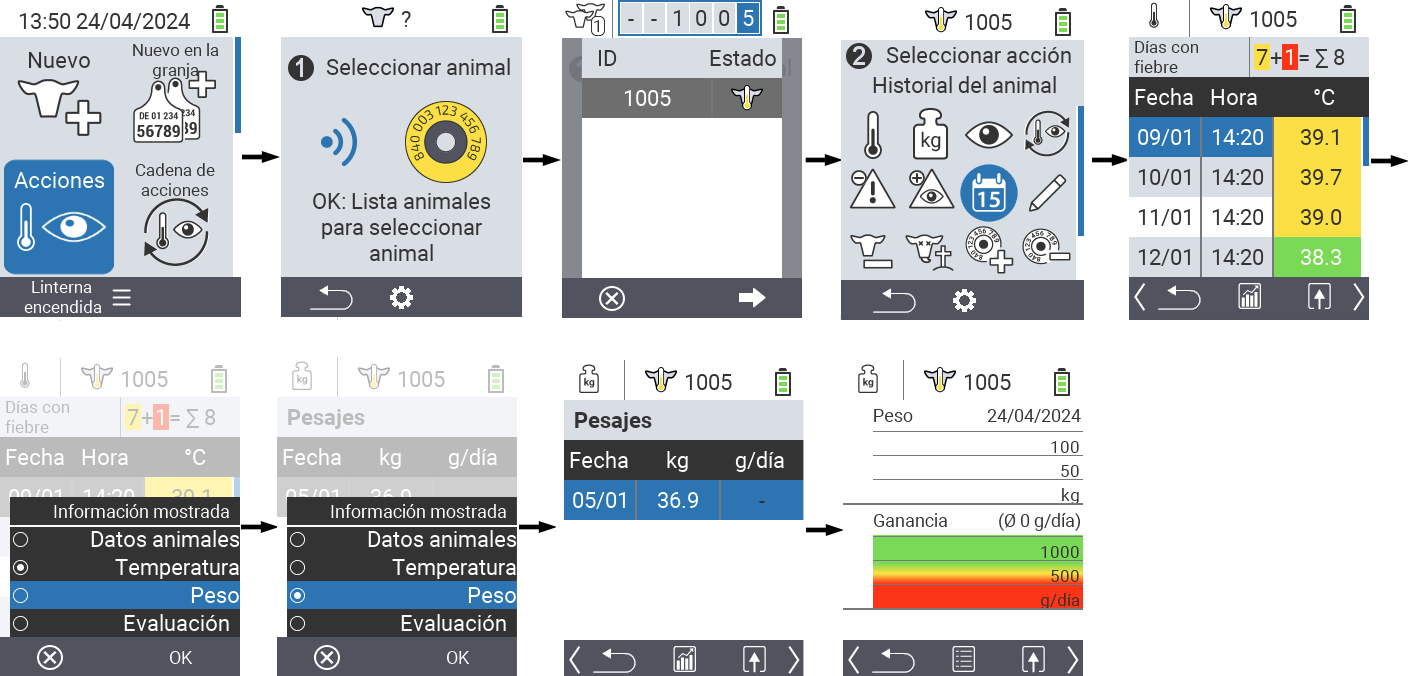 13:50 24/04/2024
Nuevo
Nuevo en la
granja
DE 01 234
234
56789
89
Acciones
Cadena de
acciones
Linterna
encendida
?
1 Seleccionar animal
840 003 123 456 789
OK: Lista animales
para seleccionar
animal
1
- - 1 0 0 5
ID Estado
1005
1005
2 Seleccionar acción
Historial del animal
kg
15
840 123 456 789
840 123 456 789
1005
Días con
fiebre
7+1= ∑ 8
Fecha Hora °C
09/01 14:20 39.1
10/01 14:20 39.7
11/01 14:20 39.0
12/01 14:20 38.3
1005
Días con
fiebre
7+1= ∑ 8
Fecha Hora °C
09/01 14:20 39.1
Información mostrada
Datos animales
Temperatura
Peso
Evaluación
OK
kg
1005
Pesajes
Fecha kg g/día
05/01 36.9
Información mostrada
Datos animales
Temperatura
Peso
Evaluación
OK
kg
1005
Pesajes
Fecha kg g/día
05/01 36.9 -
kg
1005
Peso 24/04/2024
100
50
kg
Ganancia (Ø 0 g/día)
1000
500
g/día